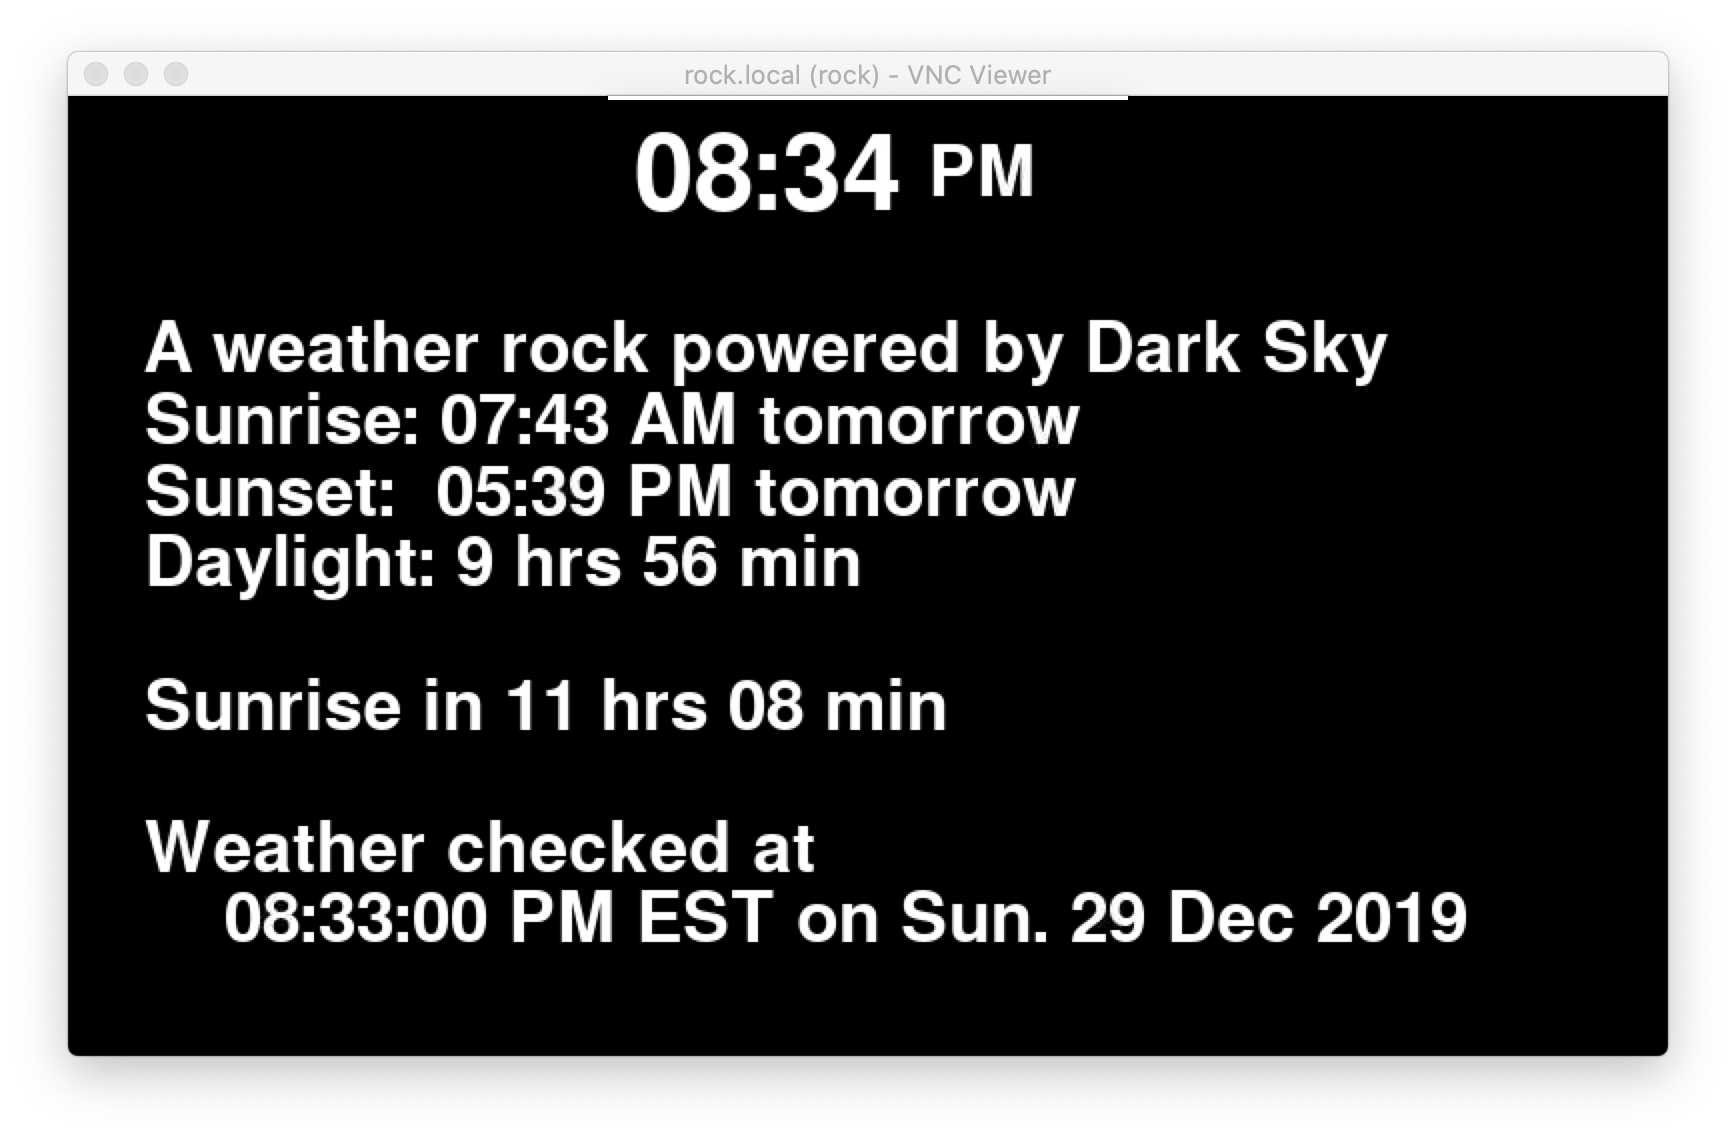 rock.local (rock) - VNC Viewer
08:34 PM
A weather rock powered by Dark Sky
Sunrise: 07:43 AM tomorrow
Sunset:  05:39 PM tomorrow
Daylight: 9 hrs 56 min
Sunrise in 11 hrs 08 min
Weather checked at
08:33:00 PM EST on Sun. 29 Dec 2019